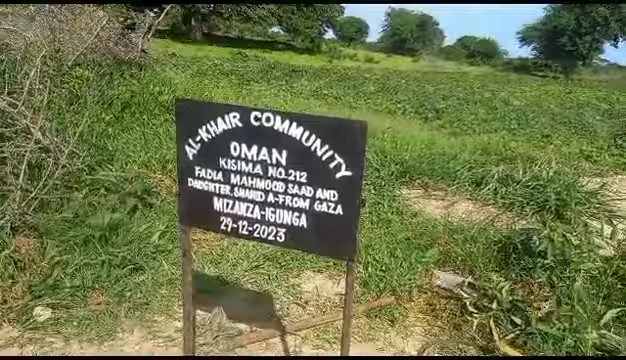 AL-KHAIR COMMUNITY
OMAN
KISIMA NO.212
FADIA MAHMOOD SAAD AND
DAUGHTER,SHAHID A-FROM GAZA
MIZANZA-IGUNGA
29-12-2023